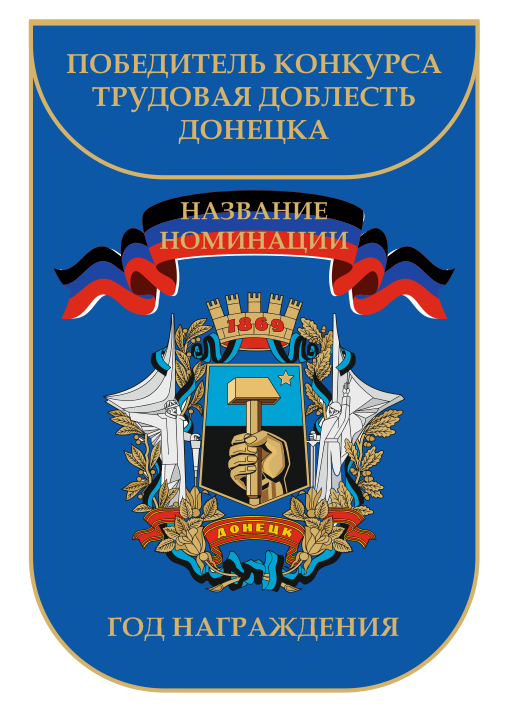 ПОБЕДИТЕЛЬ КОНКУРСА
ТРУДОВАЯ ДОБЛЕСТЬ
ДОНЕЦКА
НАЗВАНИЕ
НОМИНАЦИИ
1869
ДОНЕЦК
ГОД НАГРАЖДЕНИЯ